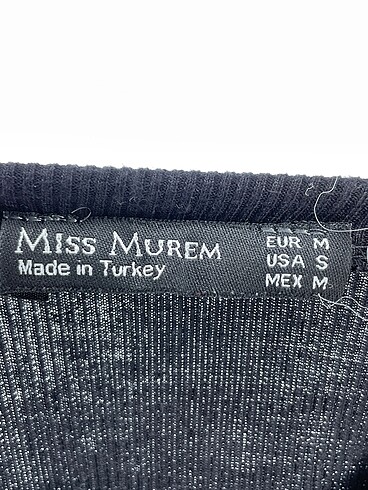 Miss Murem
Made in Turkey
EUR M
USA S
MEX M